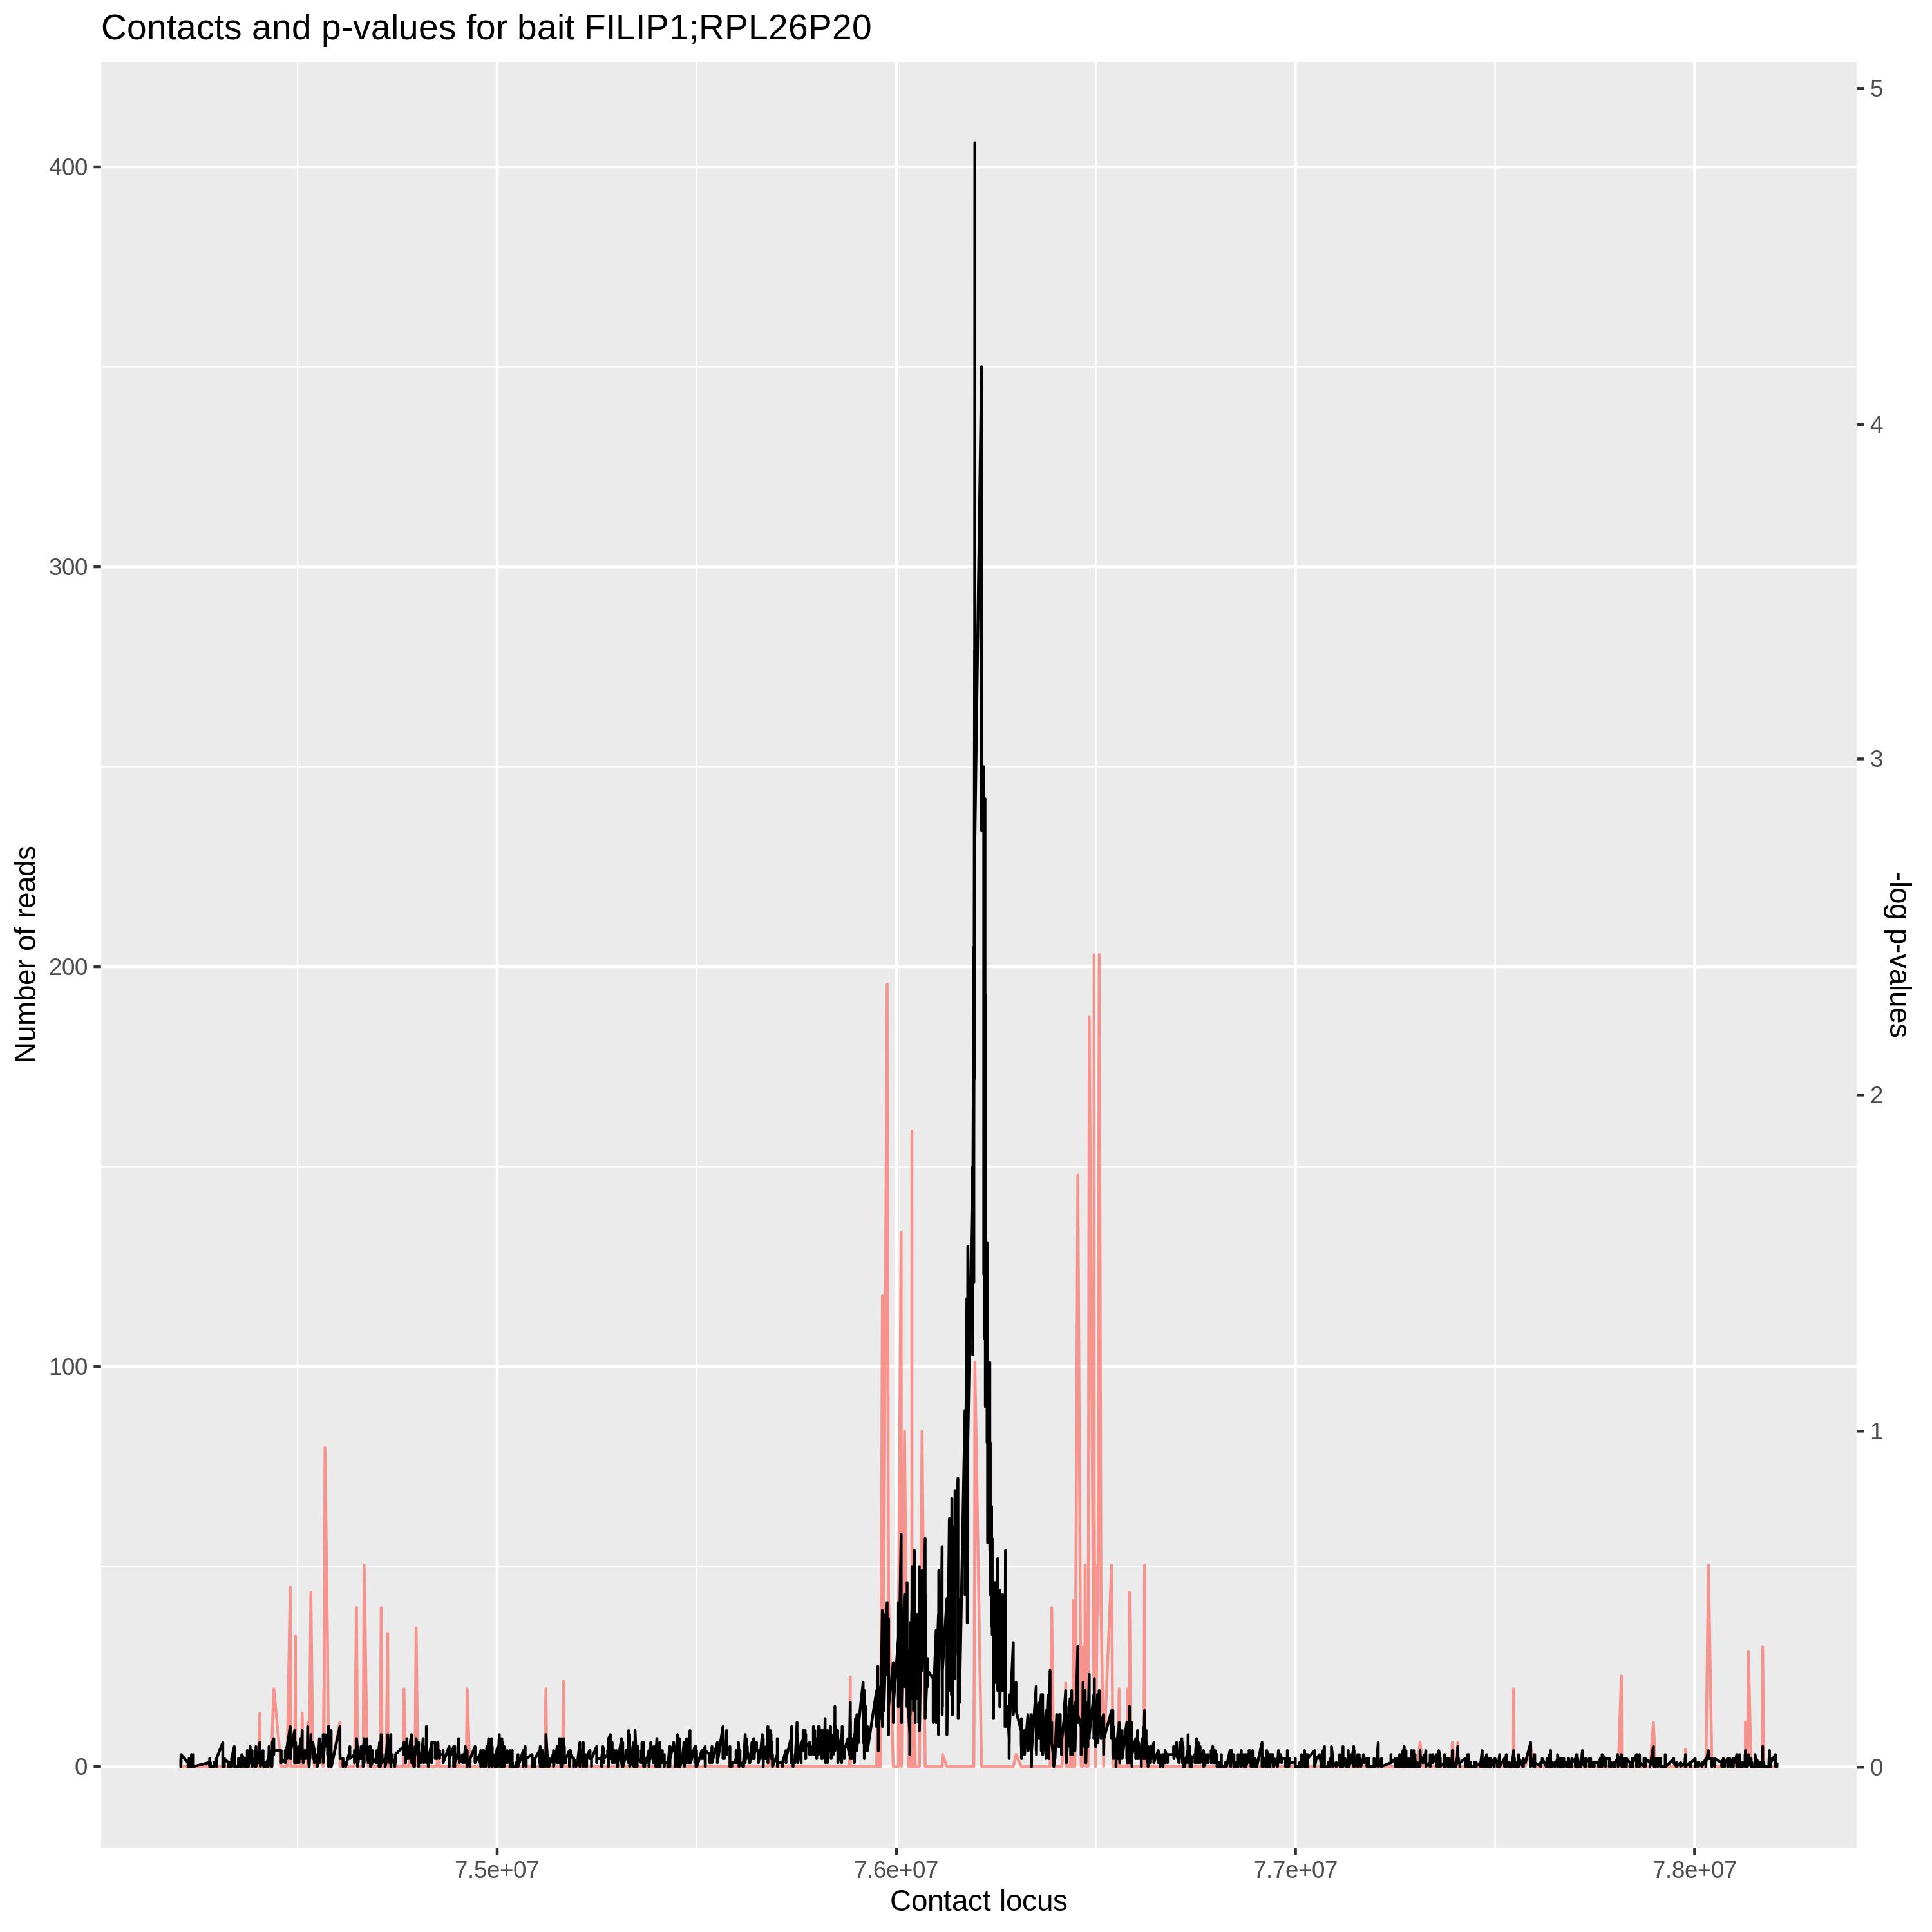 Contacts and p-values for bait FILIP1;RPL26P20
400
300
200
100
0
Number of reads
5
4
3
2
1
0
-log p-values
7.5e+07
7.6e+07
7.7e+07
7.8e+07
Contact locus